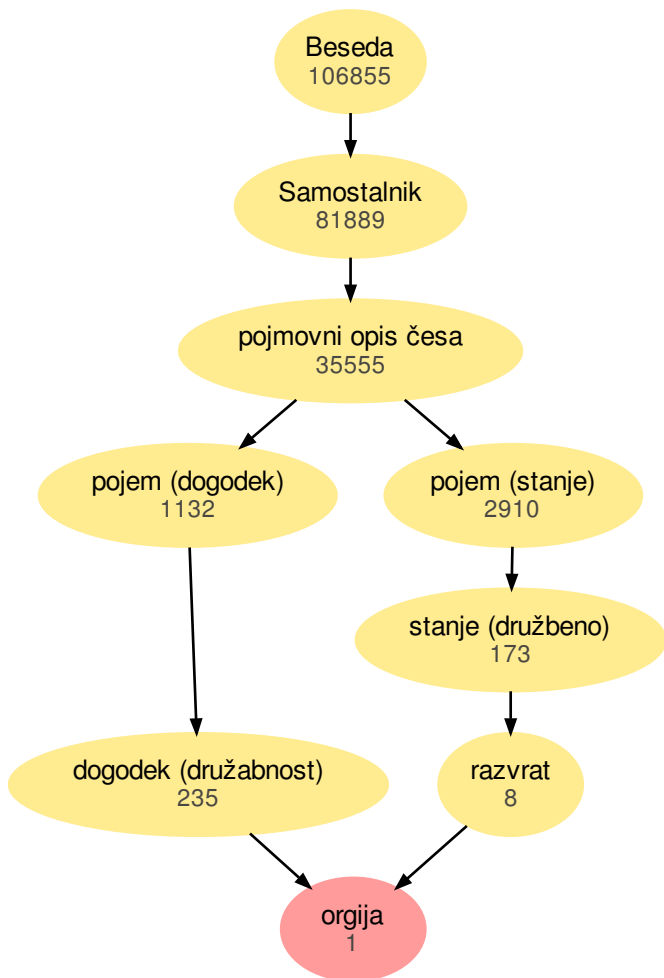 Beseda
106855
Samostalnik
81889
pojmovni opis česa
35555
pojem (dogodek)
1132
pojem (stanje)
2910
stanje (družbeno)
173
dogodek (družabnost)
235
razvrat
8
orgija
1